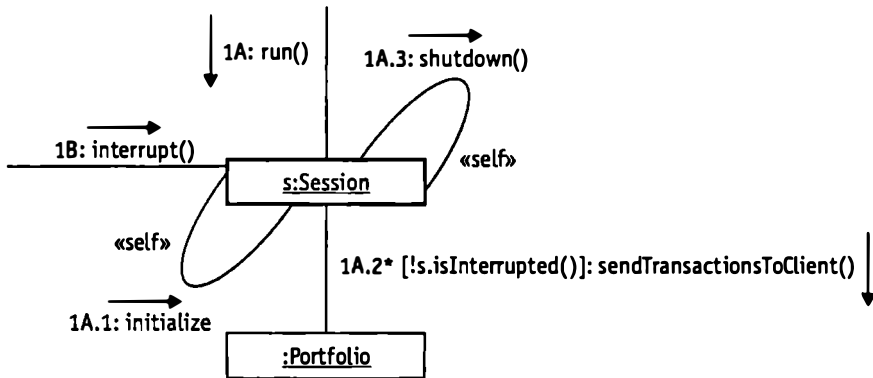 1A: run()
1A.3: shutdown()
1B: interrupt()
«self»
s:Session
«self»
1A.2* [!s.isInterrupted()]: sendTransactionsToClient()
1A.1: initialize
:Portfolio